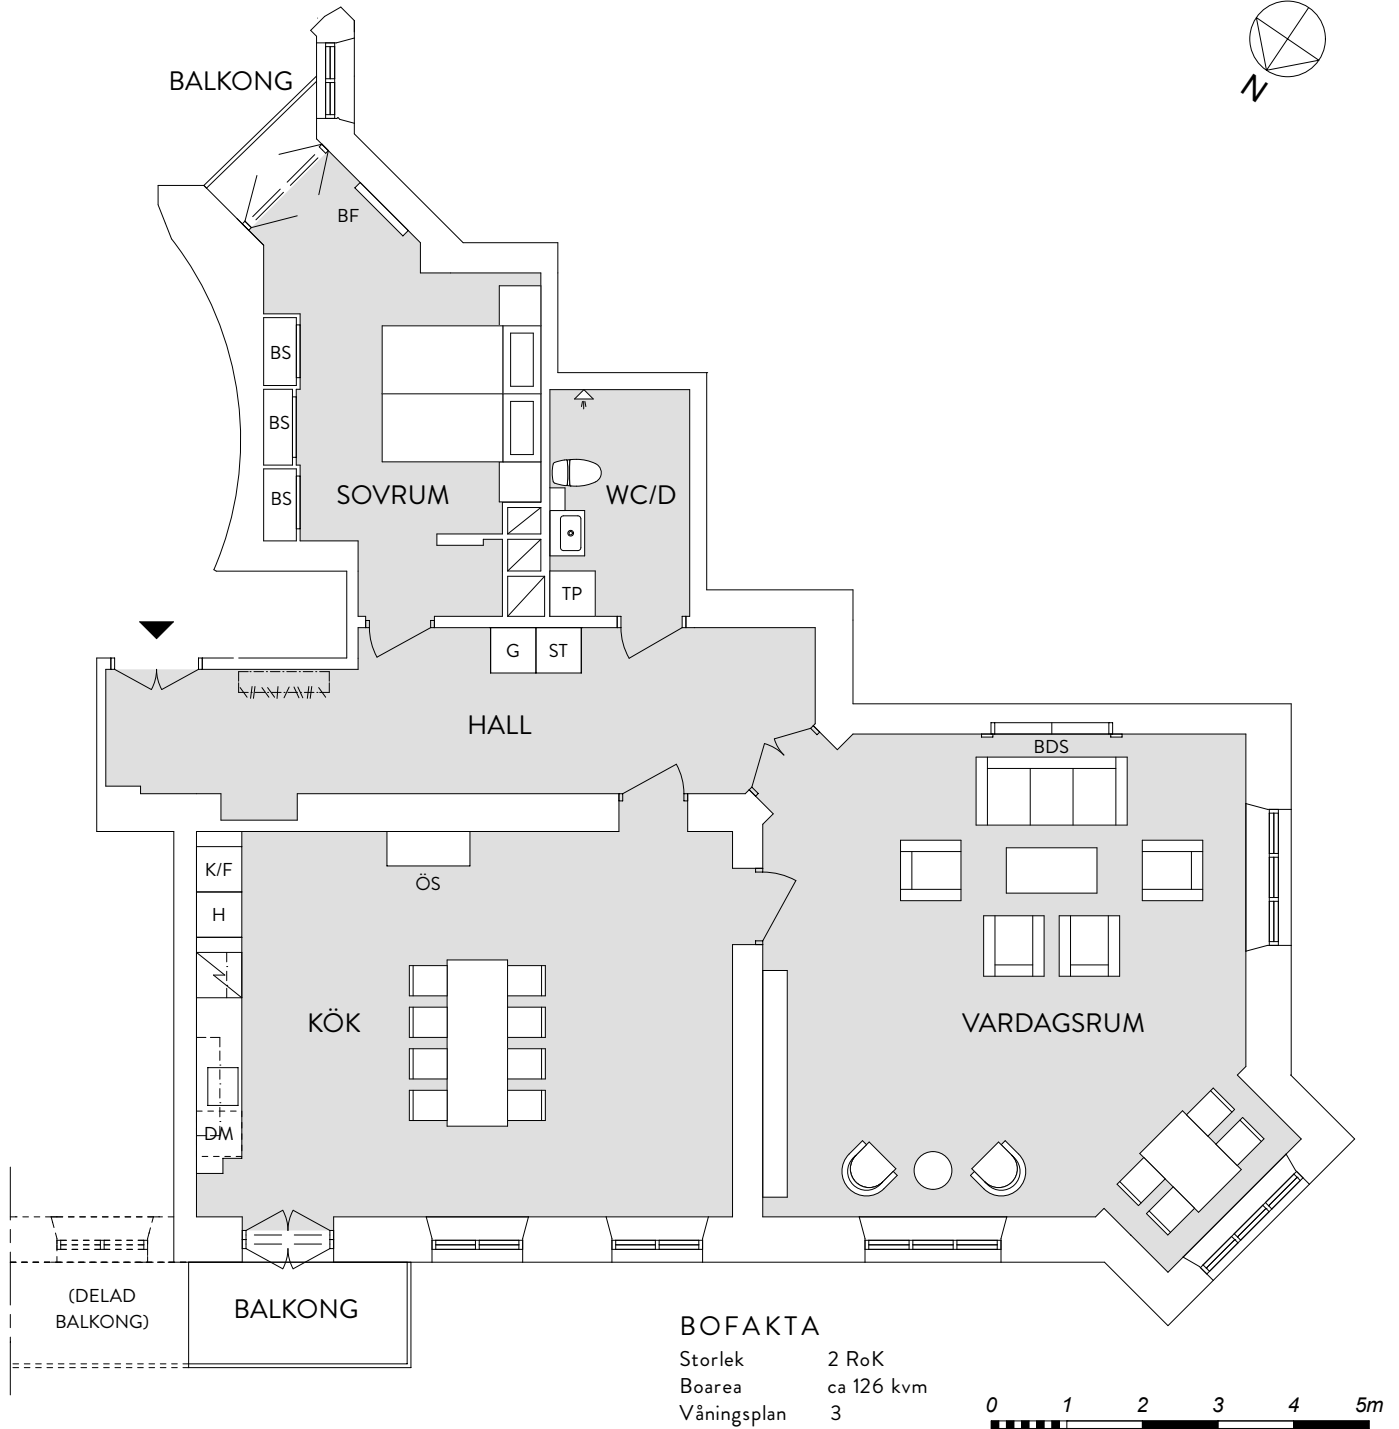 BALKONG
N
BF
BS
BS
BS
SOVRUM
WC/D
TP
G
ST
HALL
BDS
K/F
ÖS
H
KÖK
VARDAGSRUM
DM
(DELAD
BALKONG)
BALKONG
BOFAKTA
Storlek 2 RoK
Boarea ca 126 kvm
Våningsplan 3
0 1 2 3 4 5m